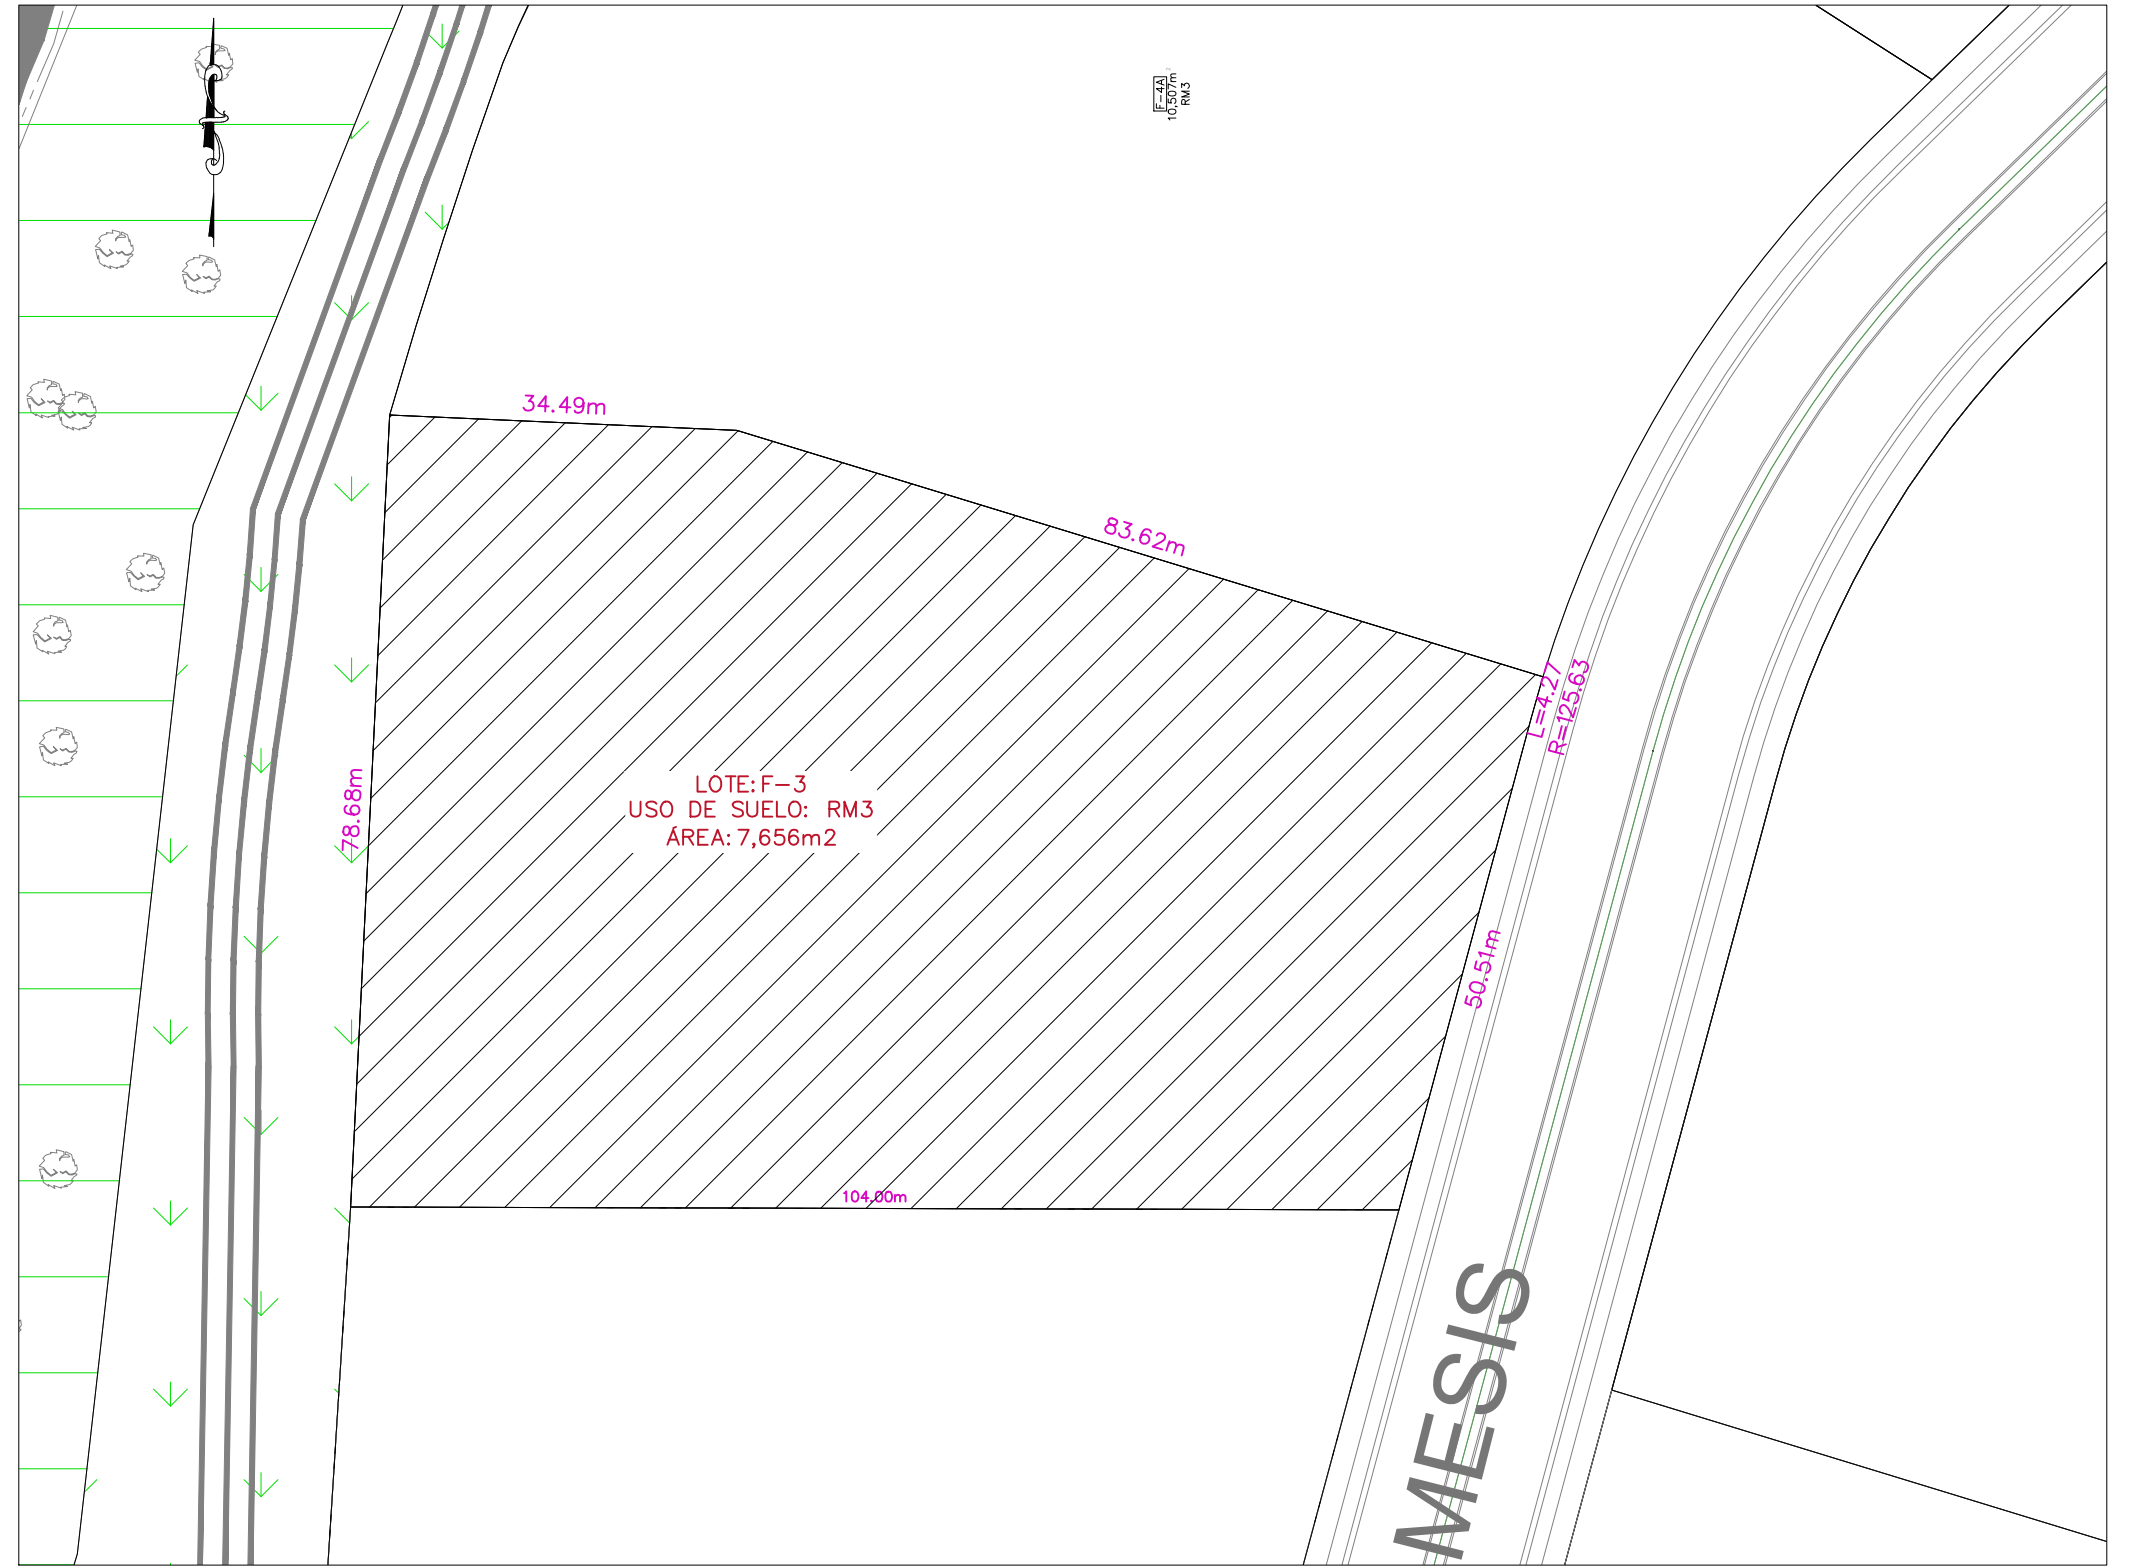 F-4A
10,507m
RM3
34.49m
83.62m
L=4.27
R=125.63
78.68m
LOTE: F-3
USO DE SUELO: RM3
ÁREA: 7,656m2
50.51m
104.00m
MESIS